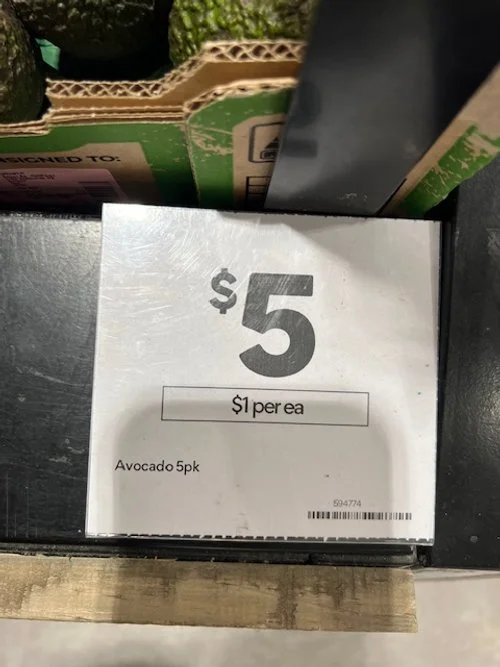 SIGNED TO:
$5
$1 per ea
Avocado 5pk
594774